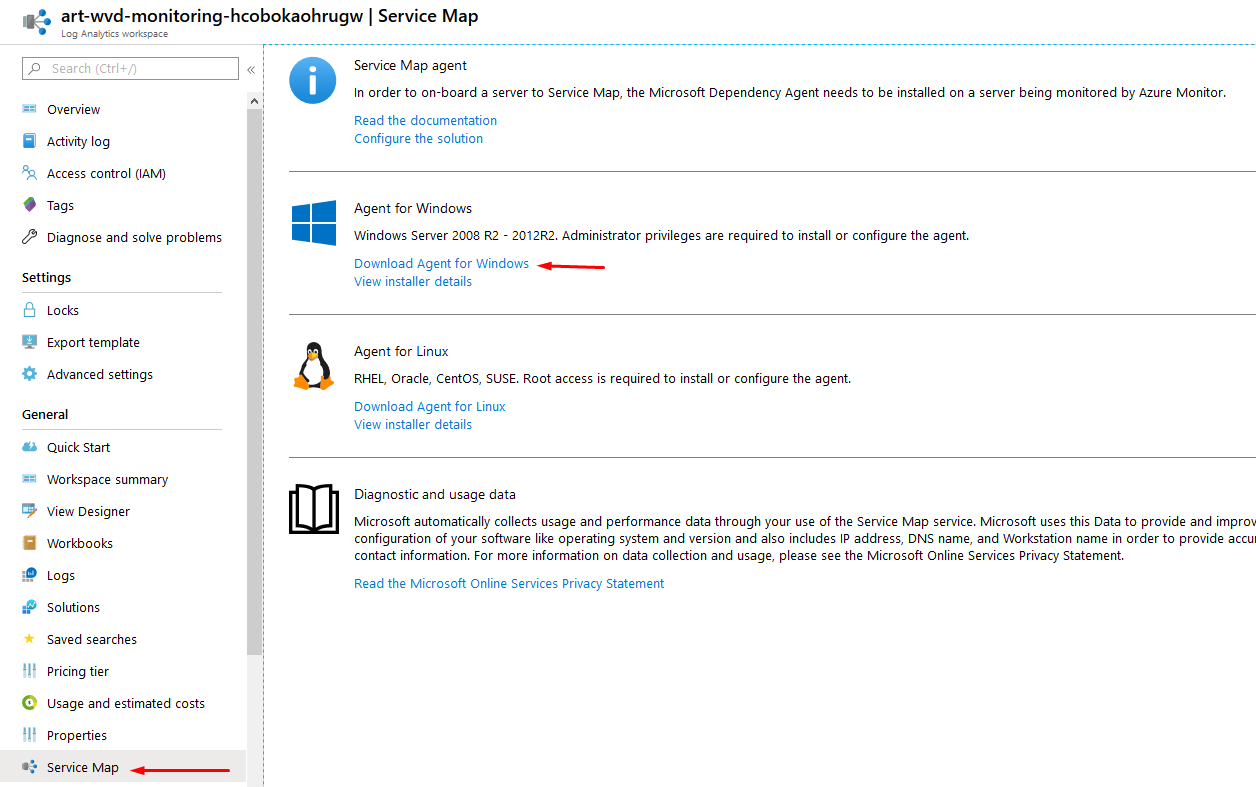 art-wvd-monitoring-hcobokaohrugw | Service Map
Log Analytics workspace
Search (Ctrl+/)
«
Overview
Activity log
Access control (IAM)
Tags
Diagnose and solve problems
Settings
Locks
Export template
Advanced settings
General
Quick Start
Workspace summary
View Designer
Workbooks
Logs
Solutions
Saved searches
Pricing tier
Usage and estimated costs
Properties
Service Map
Service Map agent
In order to on-board a server to Service Map, the Microsoft Dependency Agent needs to be installed on a server being monitored by Azure Monitor.
Read the documentation
Configure the solution
Agent for Windows
Windows Server 2008 R2 - 2012R2. Administrator privileges are required to install or configure the agent.
Download Agent for Windows
View installer details
Agent for Linux
RHEL, Oracle, CentOS, SUSE. Root access is required to install or configure the agent.
Download Agent for Linux
View installer details
Diagnostic and usage data
Microsoft automatically collects usage and performance data through your use of the Service Map service. Microsoft uses this Data to provide and improv
configuration of your software like operating system and version and also includes IP address, DNS name, and Workstation name in order to provide accu
contact information. For more information on data collection and usage, please see the Microsoft Online Services Privacy Statement.
Read the Microsoft Online Services Privacy Statement